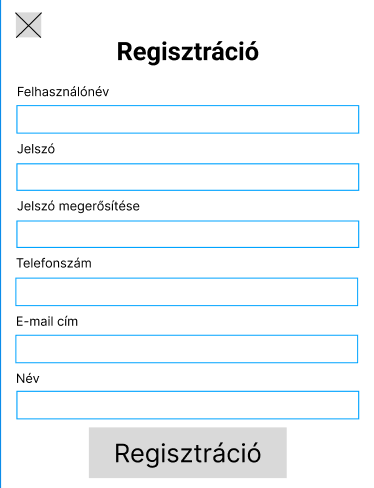 Regisztráció
Felhasználónév
Jelszó
Jelszó megerősítése
Telefonszám
E-mail cím
Név
Regisztráció